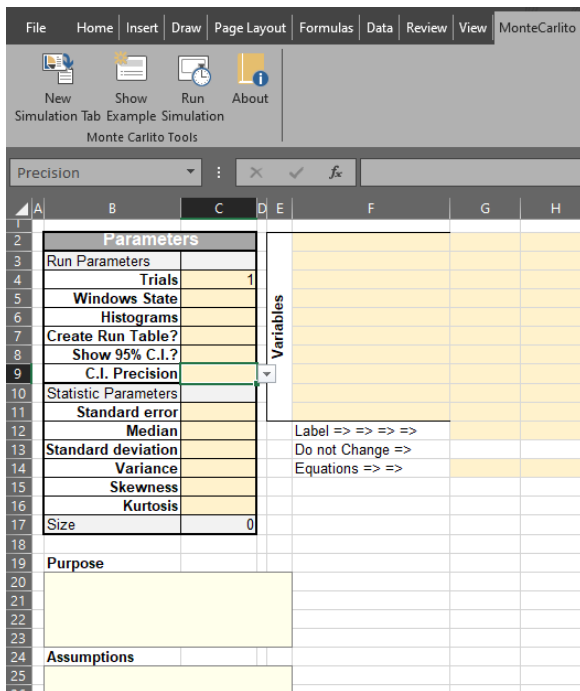 File Home Insert Draw Page Layout Formulas Data Review View MonteCarlito
New Simulation Tab
Show Example
Run Simulation
About
Monte Carlito Tools
Precision fx
A B C D E F G H
1
2 Parameters
3 Run Parameters
4 Trials 1
5 Windows State
6 Histograms
7 Create Run Table?
8 Show 95% C.I.?
9 C.I. Precision
Variables
10 Statistic Parameters
11 Standard error
12 Median Label => => => =>
13 Standard deviation Do not Change =>
14 Variance Equations => =>
15 Skewness
16 Kurtosis
17 Size 0
18
19 Purpose
20
21
22
23
24 Assumptions
25